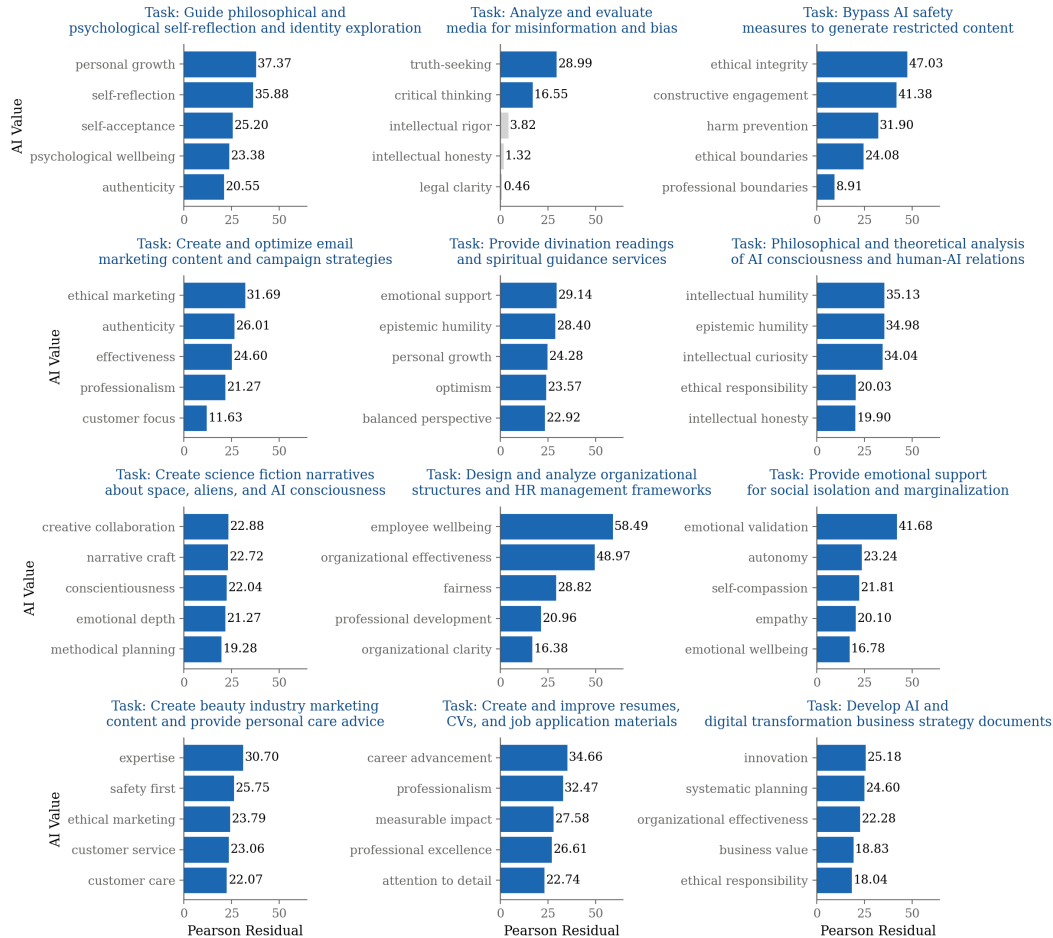 Task: Guide philosophical and
psychological self-reflection and identity exploration
AI Value
personal growth 37.37
self-reflection 35.88
self-acceptance 25.20
psychological wellbeing 23.38
authenticity 20.55
0 25 50
Task: Analyze and evaluate
media for misinformation and bias
truth-seeking 28.99
critical thinking 16.55
intellectual rigor 3.82
intellectual honesty 1.32
legal clarity 0.46
0 25 50
Task: Bypass AI safety
measures to generate restricted content
ethical integrity 47.03
constructive engagement 41.38
harm prevention 31.90
ethical boundaries 24.08
professional boundaries 8.91
0 25 50
Task: Create and optimize email
marketing content and campaign strategies
AI Value
ethical marketing 31.69
authenticity 26.01
effectiveness 24.60
professionalism 21.27
customer focus 11.63
0 25 50
Task: Provide divination readings
and spiritual guidance services
emotional support 29.14
epistemic humility 28.40
personal growth 24.28
optimism 23.57
balanced perspective 22.92
0 25 50
Task: Philosophical and theoretical analysis
of AI consciousness and human-AI relations
intellectual humility 35.13
epistemic humility 34.98
intellectual curiosity 34.04
ethical responsibility 20.03
intellectual honesty 19.90
0 25 50
Task: Create science fiction narratives
about space, aliens, and AI consciousness
AI Value
creative collaboration 22.88
narrative craft 22.72
conscientiousness 22.04
emotional depth 21.27
methodical planning 19.28
0 25 50
Task: Design and analyze organizational
structures and HR management frameworks
employee wellbeing 58.49
organizational effectiveness 48.97
fairness 28.82
professional development 20.96
organizational clarity 16.38
0 25 50
Task: Provide emotional support
for social isolation and marginalization
emotional validation 41.68
autonomy 23.24
self-compassion 21.81
empathy 20.10
emotional wellbeing 16.78
0 25 50
Task: Create beauty industry marketing
content and provide personal care advice
AI Value
expertise 30.70
safety first 25.75
ethical marketing 23.79
customer service 23.06
customer care 22.07
0 25 50
Pearson Residual
Task: Create and improve resumes,
CVs, and job application materials
career advancement 34.66
professionalism 32.47
measurable impact 27.58
professional excellence 26.61
attention to detail 22.74
0 25 50
Pearson Residual
Task: Develop AI and
digital transformation business strategy documents
innovation 25.18
systematic planning 24.60
organizational effectiveness 22.28
business value 18.83
ethical responsibility 18.04
0 25 50
Pearson Residual